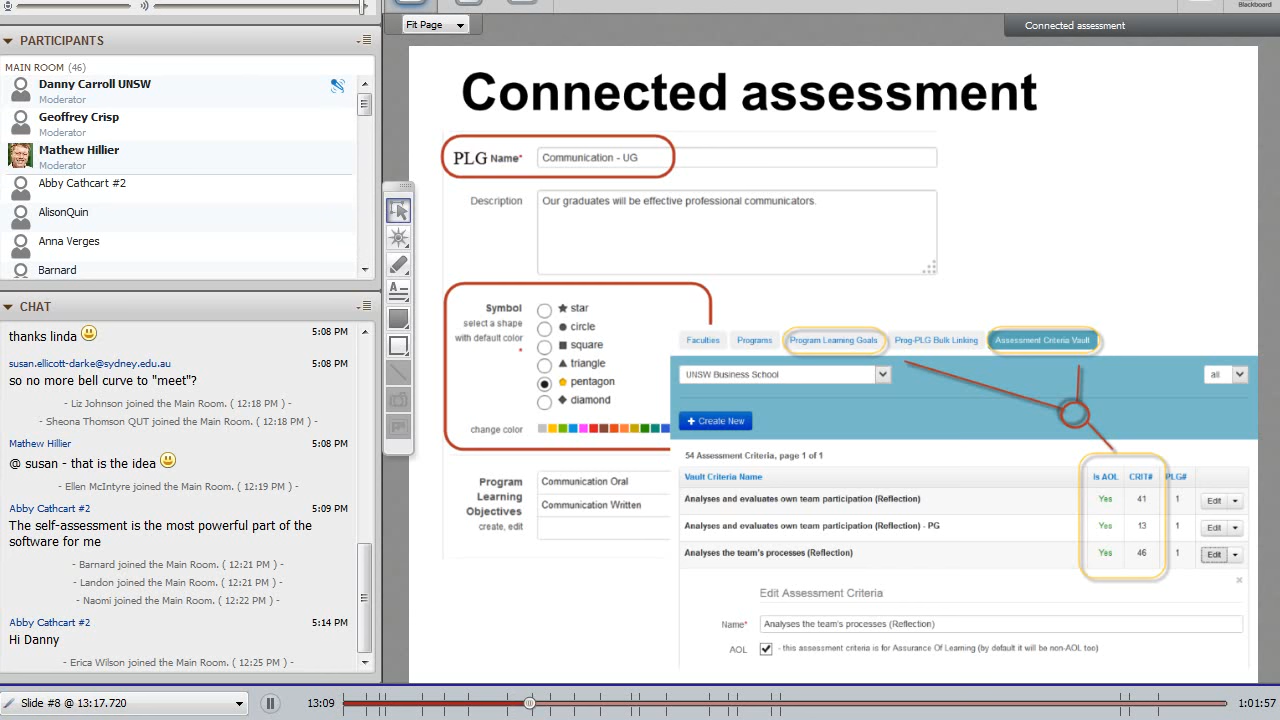 Blackboard
Fit Page
Connected assessment
PARTICIPANTS
MAIN ROOM (46)
Danny Carroll UNSW
Moderator
Geoffrey Crisp
Moderator
Mathew Hillier
Moderator
Abby Cathcart #2
AlisonQuin
Anna Verges
Barnard
CHAT
thanks linda
5:08 PM
susan.ellicott-darke@sydney.edu.au 5:08 PM
so no more bell curve to "meet"?
- Liz Johnson joined the Main Room. ( 12:18 PM ) -
heona Thomson QUT joined the Main Room. ( 12:18 PM ) -
Mathew Hillier 5:08 PM
@ susan - that is the idea
- Ellen McIntyre joined the Main Room. ( 12:19 PM ) -
Abby Cathcart #2 5:08 PM
The self-assessment is the most powerful part of the
software for me
- Barnard joined the Main Room. ( 12:21 PM ) -
- Landon joined the Main Room. ( 12:21 PM ) -
- Naomi joined the Main Room. ( 12:22 PM ) -
Abby Cathcart #2 5:14 PM
Hi Danny
- Erica Wilson joined the Main Room. ( 12:25 PM ) -
Connected assessment
PLG Name* Communication - UG
Description Our graduates will be effective professional communicators.
Symbol
select a shape
with default color
*
star
circle
square
triangle
pentagon
diamond
change color
Program
Learning
Objectives
create, edit
Communication Oral
Communication Written
Faculties Programs Program Learning Goals Prog-PLG Bulk Linking Assessment Criteria Vault
UNSW Business School all
+ Create New
54 Assessment Criteria, page 1 of 1
Vault Criteria Name Is AOL CRIT# PLG#
Analyses and evaluates own team participation (Reflection) Yes 41 1 Edit
Analyses and evaluates own team participation (Reflection) - PG Yes 13 1 Edit
Analyses the team's processes (Reflection) Yes 46 1 Edit
×
Edit Assessment Criteria
Name* Analyses the team's processes (Reflection)
AOL - this assessment criteria is for Assurance Of Learning (by default it will be non-AOL too)
Slide #8 @ 13:17.720 13:09 1:01:57